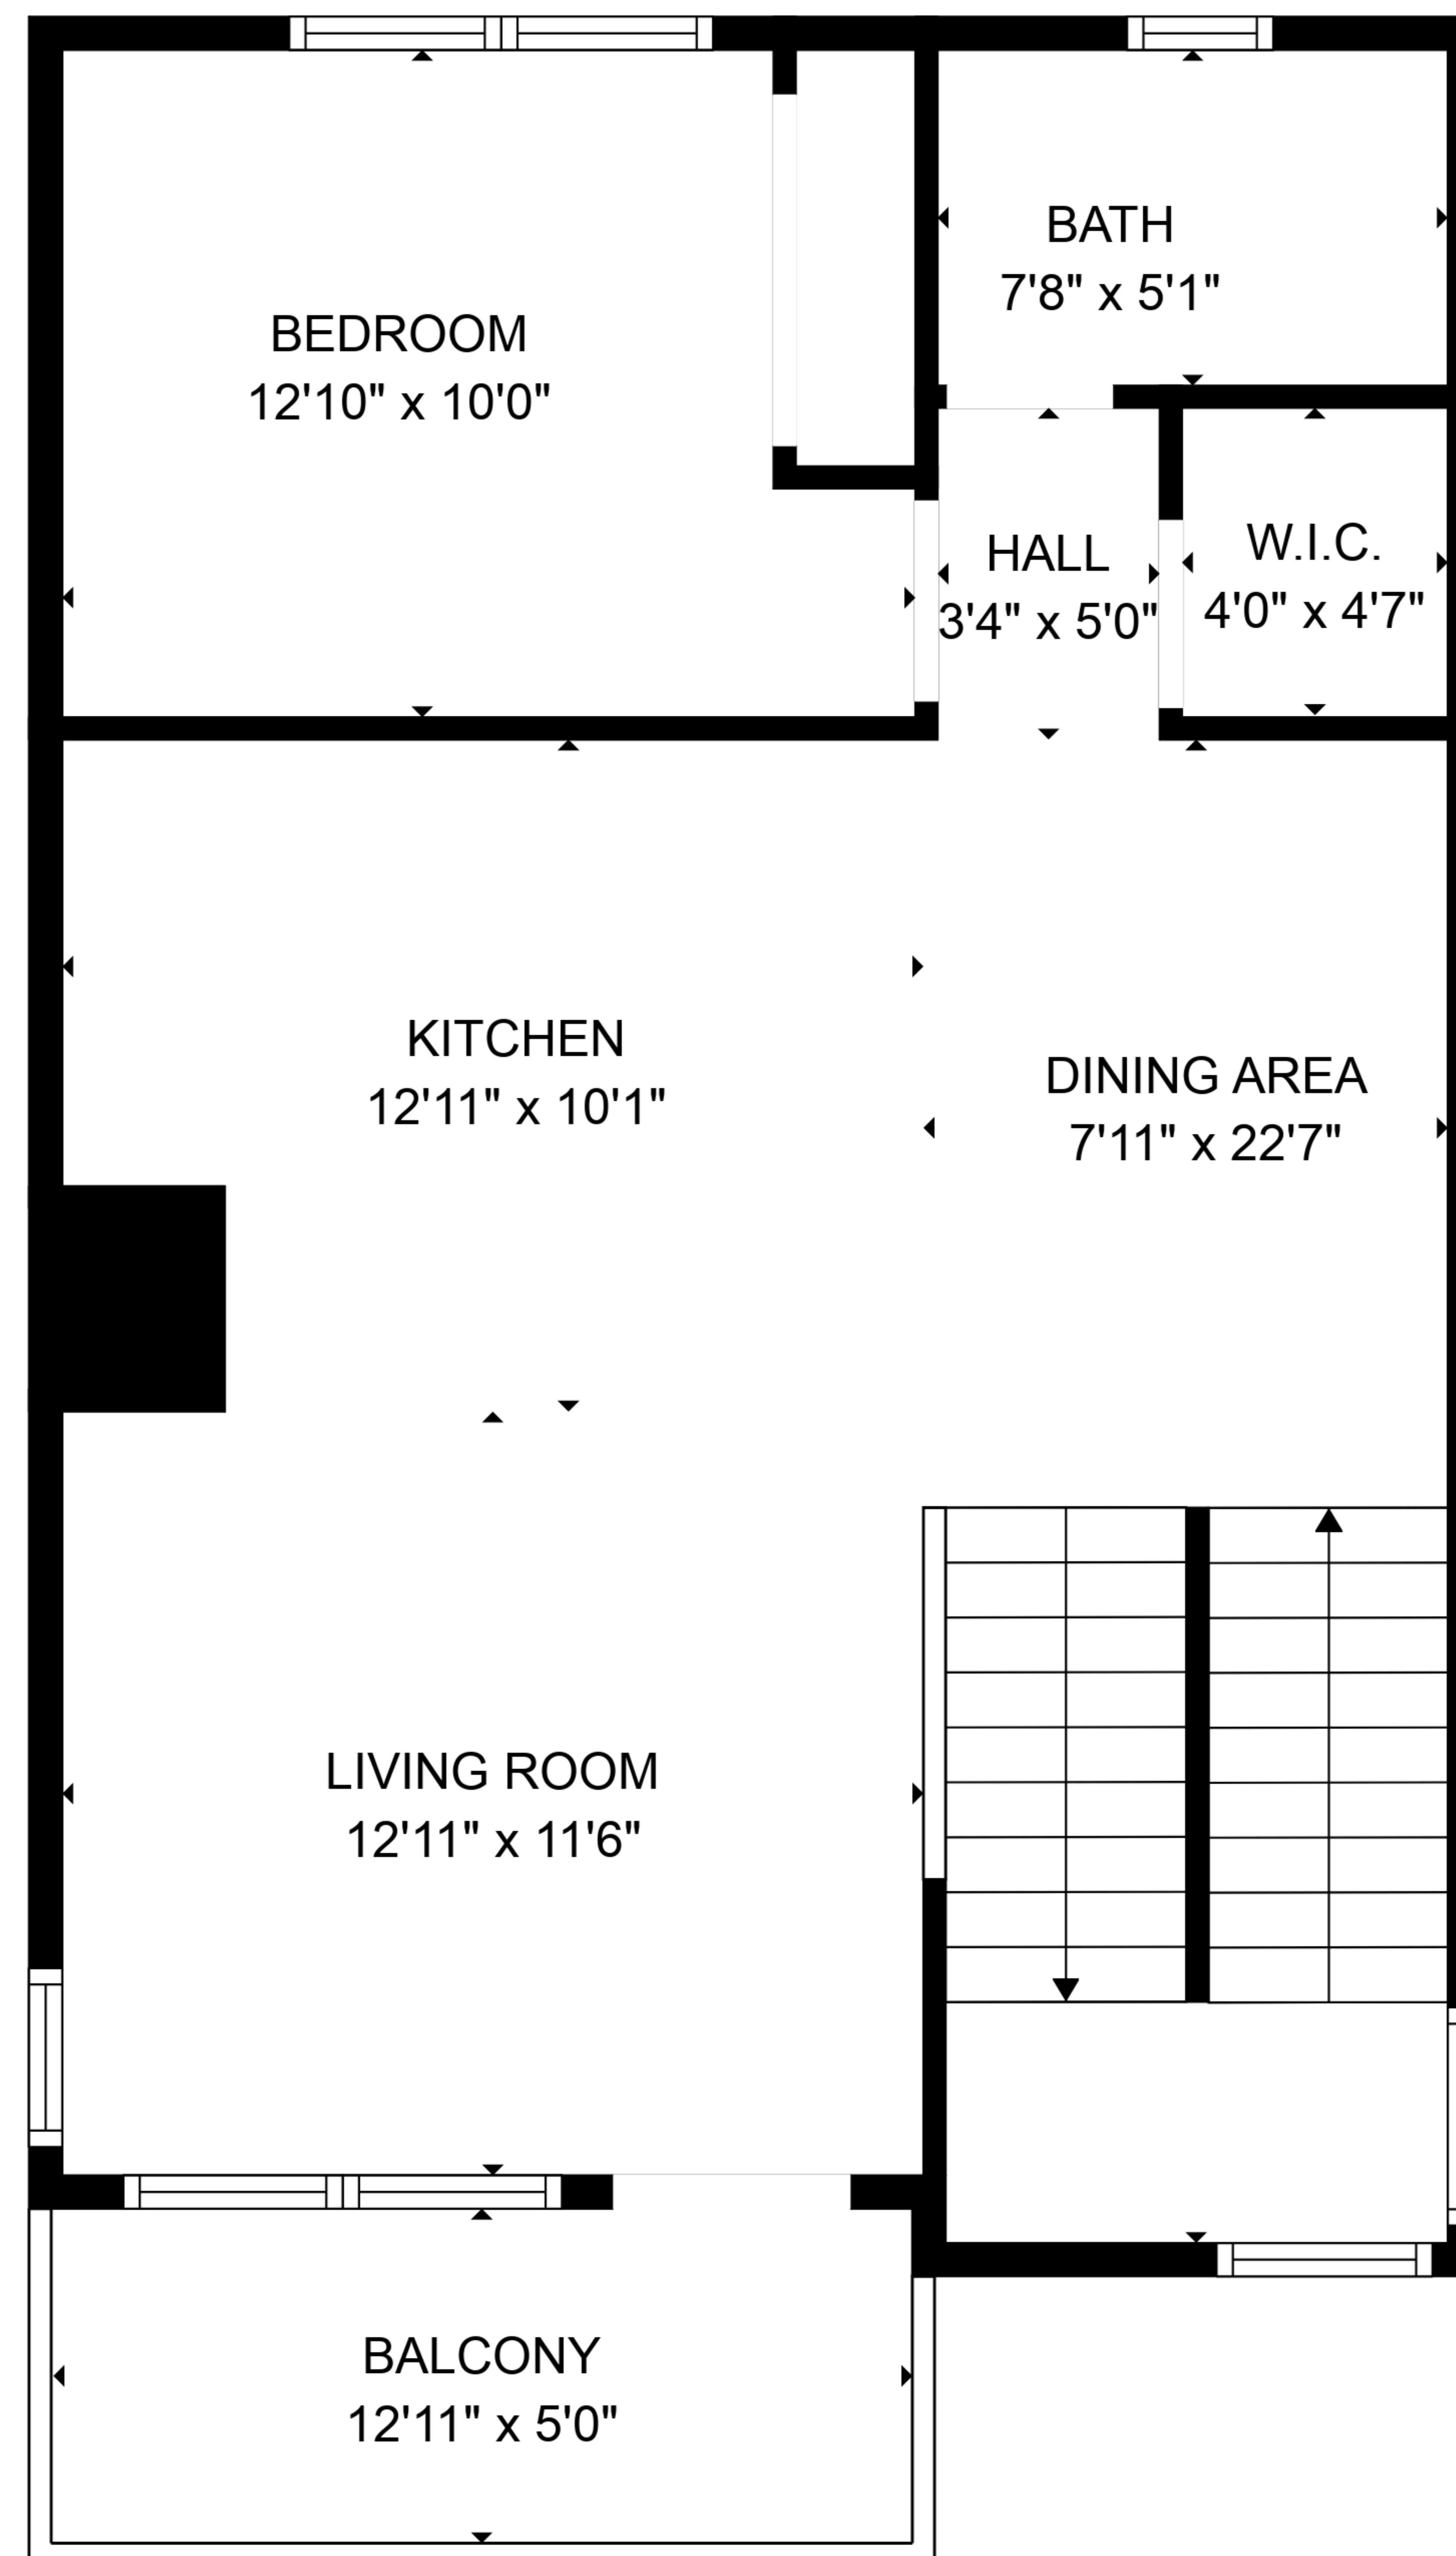 BATH
7'8" x 5'1"
BEDROOM
12'10" x 10'0"
HALL
3'4" x 5'0"
W.I.C.
4'0" x 4'7"
KITCHEN
12'11" x 10'1"
DINING AREA
7'11" x 22'7"
LIVING ROOM
12'11" x 11'6"
BALCONY
12'11" x 5'0"